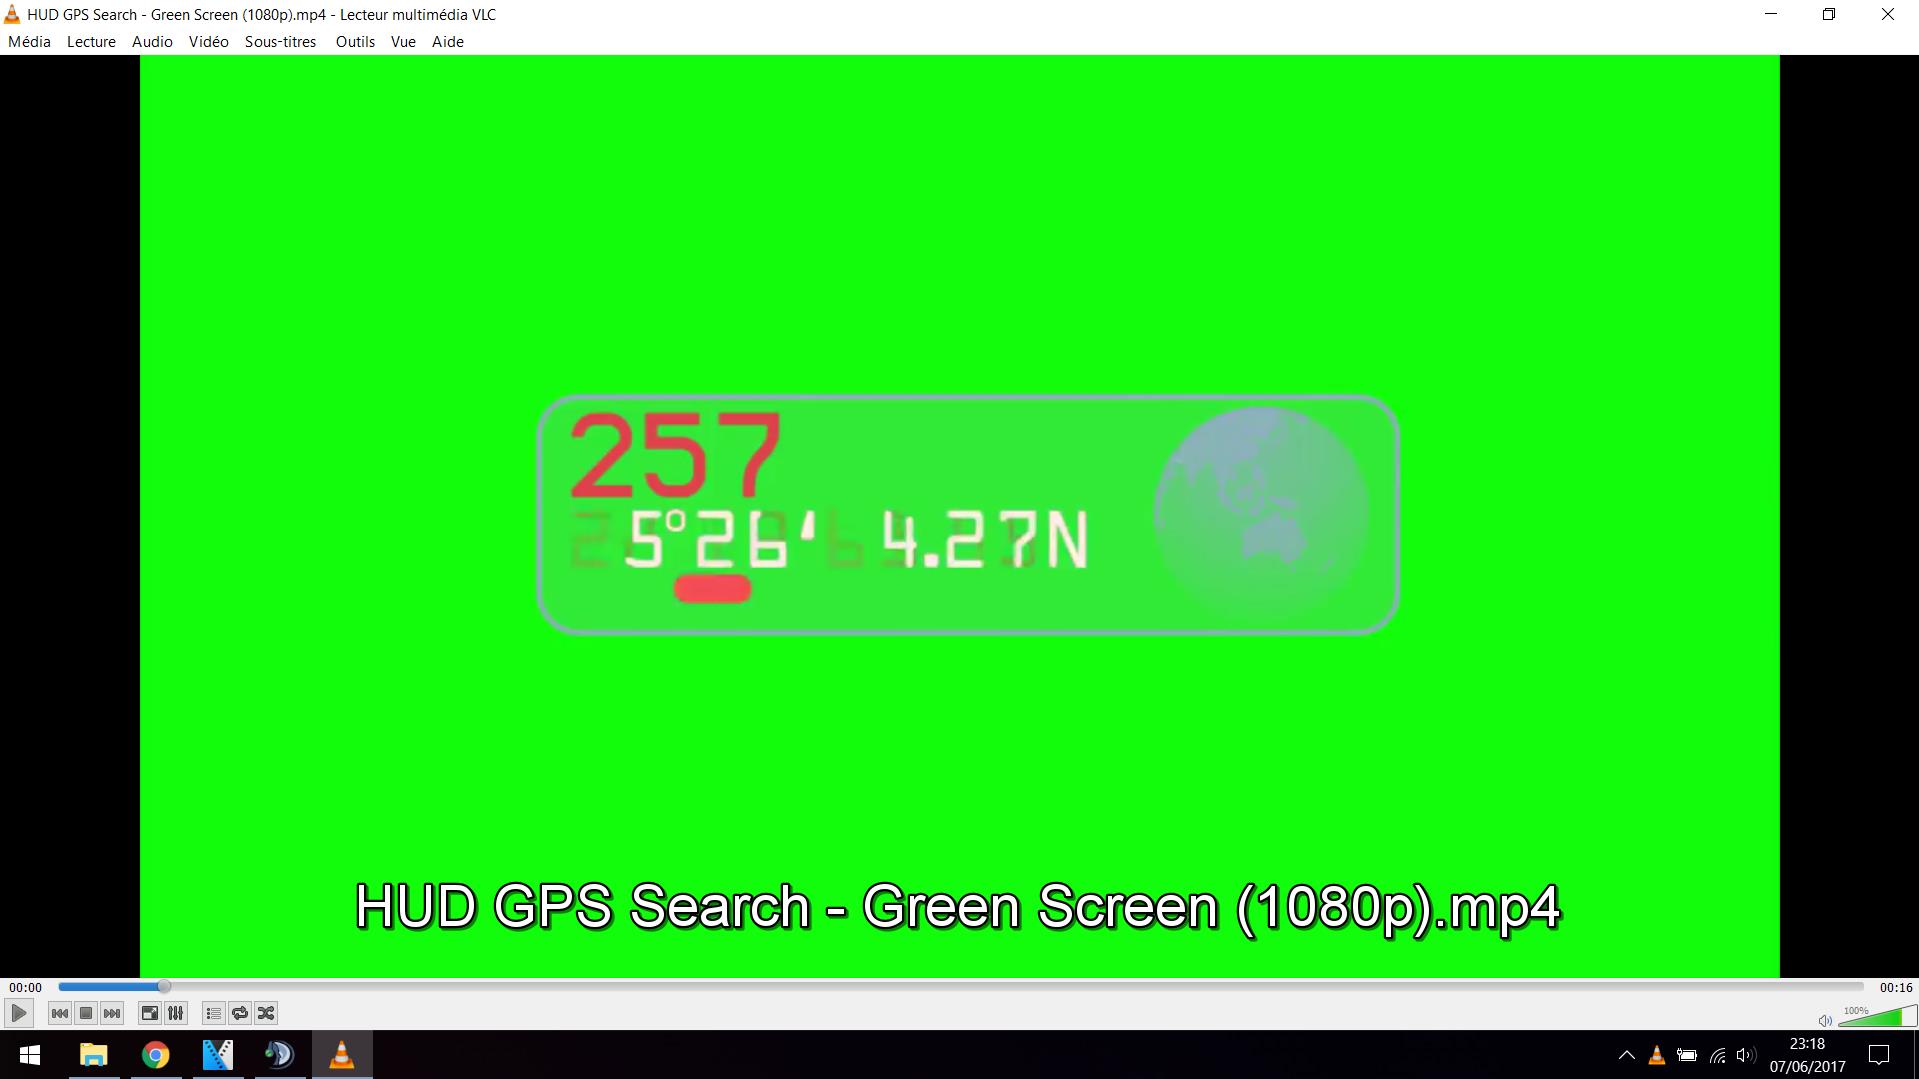 HUD GPS Search - Green Screen (1080p).mp4 - Lecteur multimédia VLC
Média Lecture Audio Vidéo Sous-titres Outils Vue Aide
257
5°26' 4.27N
HUD GPS Search - Green Screen (1080p).mp4
00:00 00:16
100%
23:18
07/06/2017